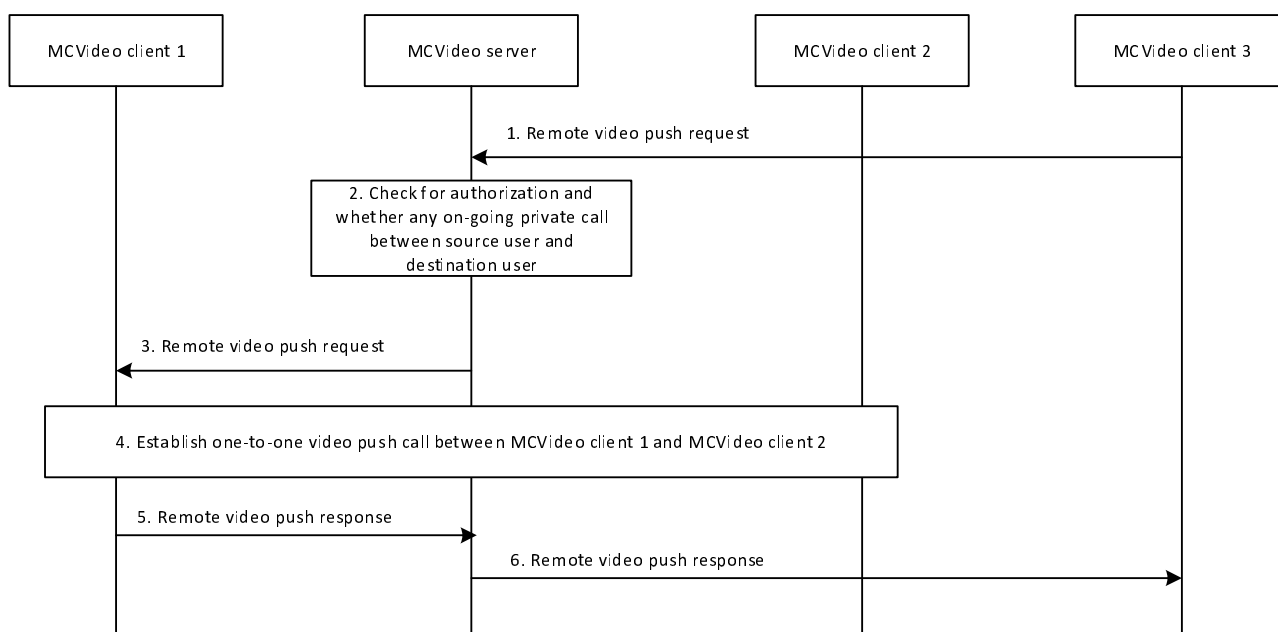 MCVideo client 1
MCVideo server
MCVideo client 2
MCVideo client 3
1. Remote video push request
2. Check for authorization and
whether any on-going private call
between source user and
destination user
3. Remote video push request
4. Establish one-to-one video push call between MCVideo client 1 and MCVideo client 2
5. Remote video push response
6. Remote video push response